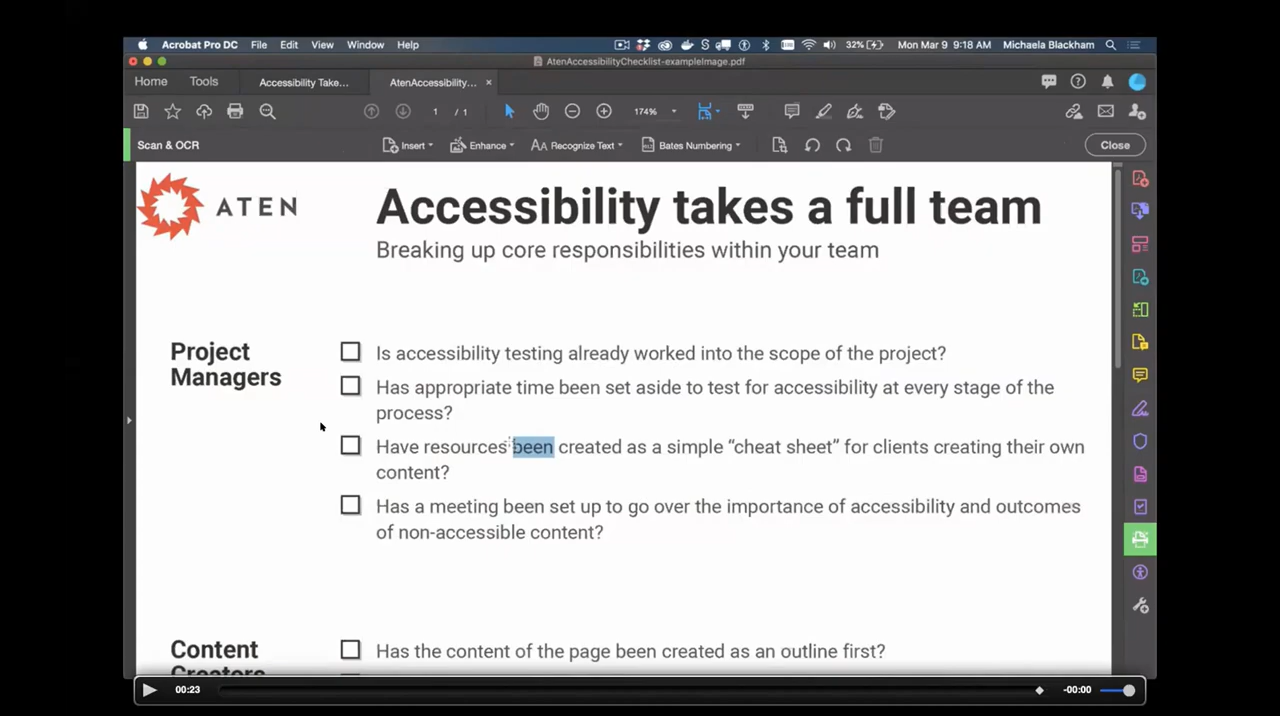 Acrobat Pro DC File Edit View Window Help 32% Mon Mar 9 9:18 AM Michaela Blackham
AtenAccessibilityChecklist-exampleImage.pdf
Home Tools Accessibility Take... AtenAccessibility... ×
1 / 1 174%
Scan & OCR Insert Enhance Recognize Text Bates Numbering Close
ATEN
Accessibility takes a full team
Breaking up core responsibilities within your team
Project
Managers
Is accessibility testing already worked into the scope of the project?
Has appropriate time been set aside to test for accessibility at every stage of the
process?
Have resources been created as a simple “cheat sheet” for clients creating their own
content?
Has a meeting been set up to go over the importance of accessibility and outcomes
of non-accessible content?
Content
Creators
Has the content of the page been created as an outline first?
00:23 -00:00